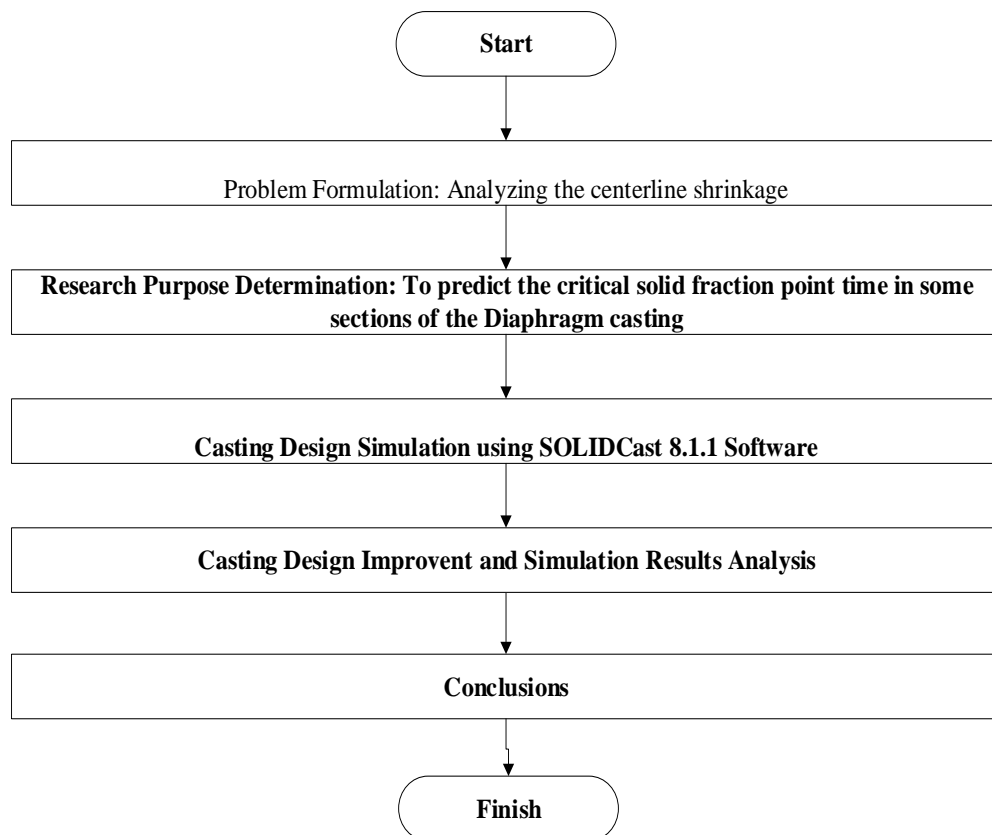 Start
Problem Formulation: Analyzing the centerline shrinkage
Research Purpose Determination: To predict the critical solid fraction point time in some
sections of the Diaphragm casting
Casting Design Simulation using SOLIDCast 8.1.1 Software
Casting Design Improvent and Simulation Results Analysis
Conclusions
Finish